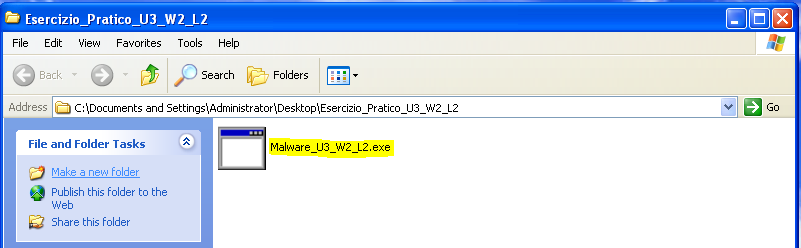 Esercizio_Pratico_U3_W2_L2
File Edit View Favorites Tools Help
Back Search Folders
Address C:\Documents and Settings\Administrator\Desktop\Esercizio_Pratico_U3_W2_L2 Go
File and Folder Tasks
Make a new folder
Publish this folder to the
Web
Share this folder
Malware_U3_W2_L2.exe